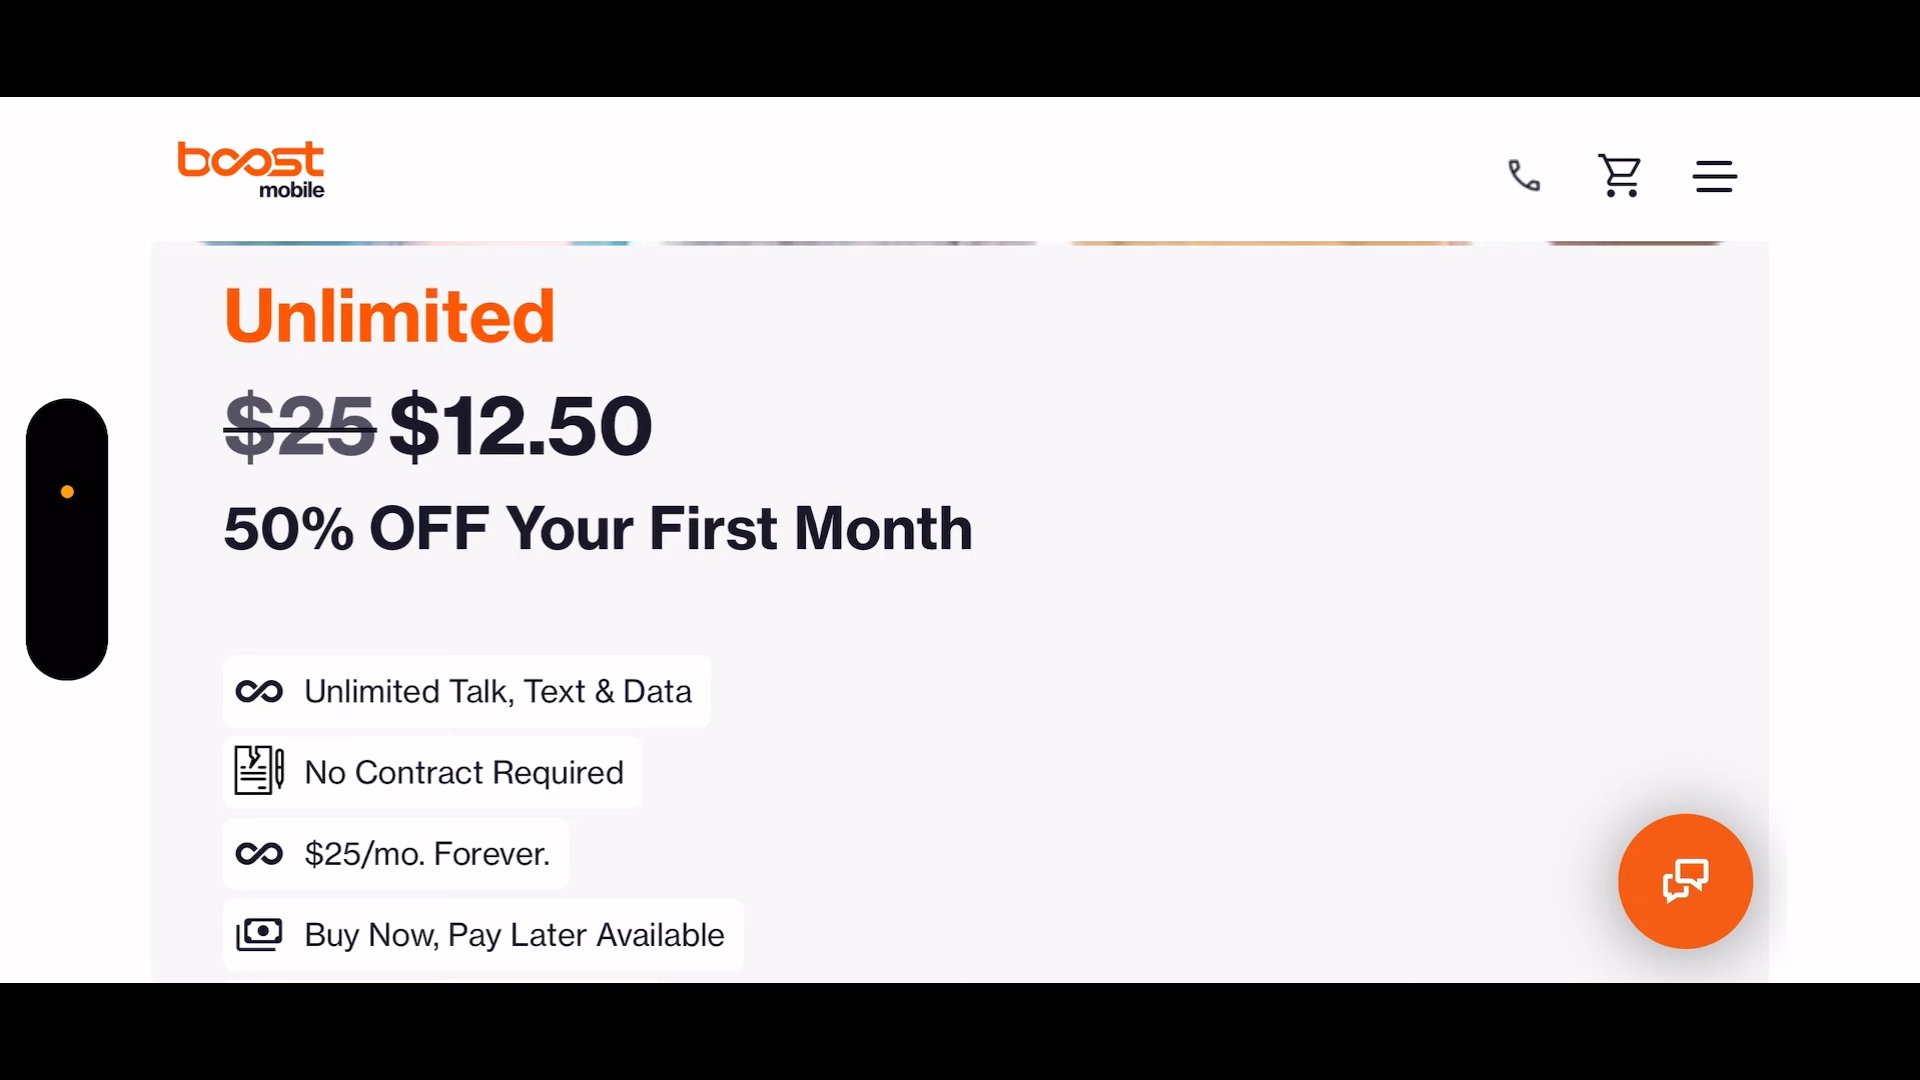 boost
mobile
Unlimited
$25 $12.50
50% OFF Your First Month
Unlimited Talk, Text & Data
No Contract Required
$25/mo. Forever.
Buy Now, Pay Later Available